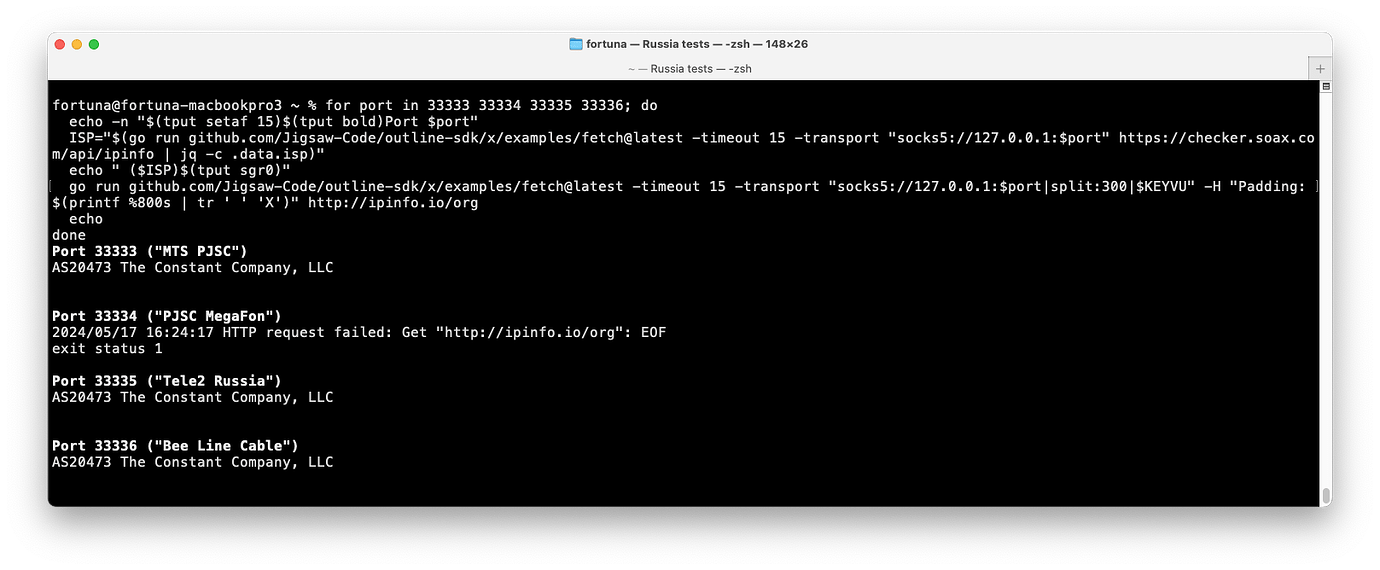 fortuna — Russia tests — -zsh — 148×26
~ — Russia tests — -zsh
fortuna@fortuna-macbookpro3 ~ % for port in 33333 33334 33335 33336; do
  echo -n "$(tput setaf 15)$(tput bold)Port $port"
  ISP="$(go run github.com/Jigsaw-Code/outline-sdk/x/examples/fetch@latest -timeout 15 -transport "socks5://127.0.0.1:$port" https://checker.soax.co
m/api/ipinfo | jq -c .data.isp)"
  echo " ($ISP)$(tput sgr0)"
  go run github.com/Jigsaw-Code/outline-sdk/x/examples/fetch@latest -timeout 15 -transport "socks5://127.0.0.1:$port|split:300|$KEYVU" -H "Padding: 
$(printf %800s | tr ' ' 'X')" http://ipinfo.io/org
  echo
done
Port 33333 ("MTS PJSC")
AS20473 The Constant Company, LLC
Port 33334 ("PJSC MegaFon")
2024/05/17 16:24:17 HTTP request failed: Get "http://ipinfo.io/org": EOF
exit status 1
Port 33335 ("Tele2 Russia")
AS20473 The Constant Company, LLC
Port 33336 ("Bee Line Cable")
AS20473 The Constant Company, LLC